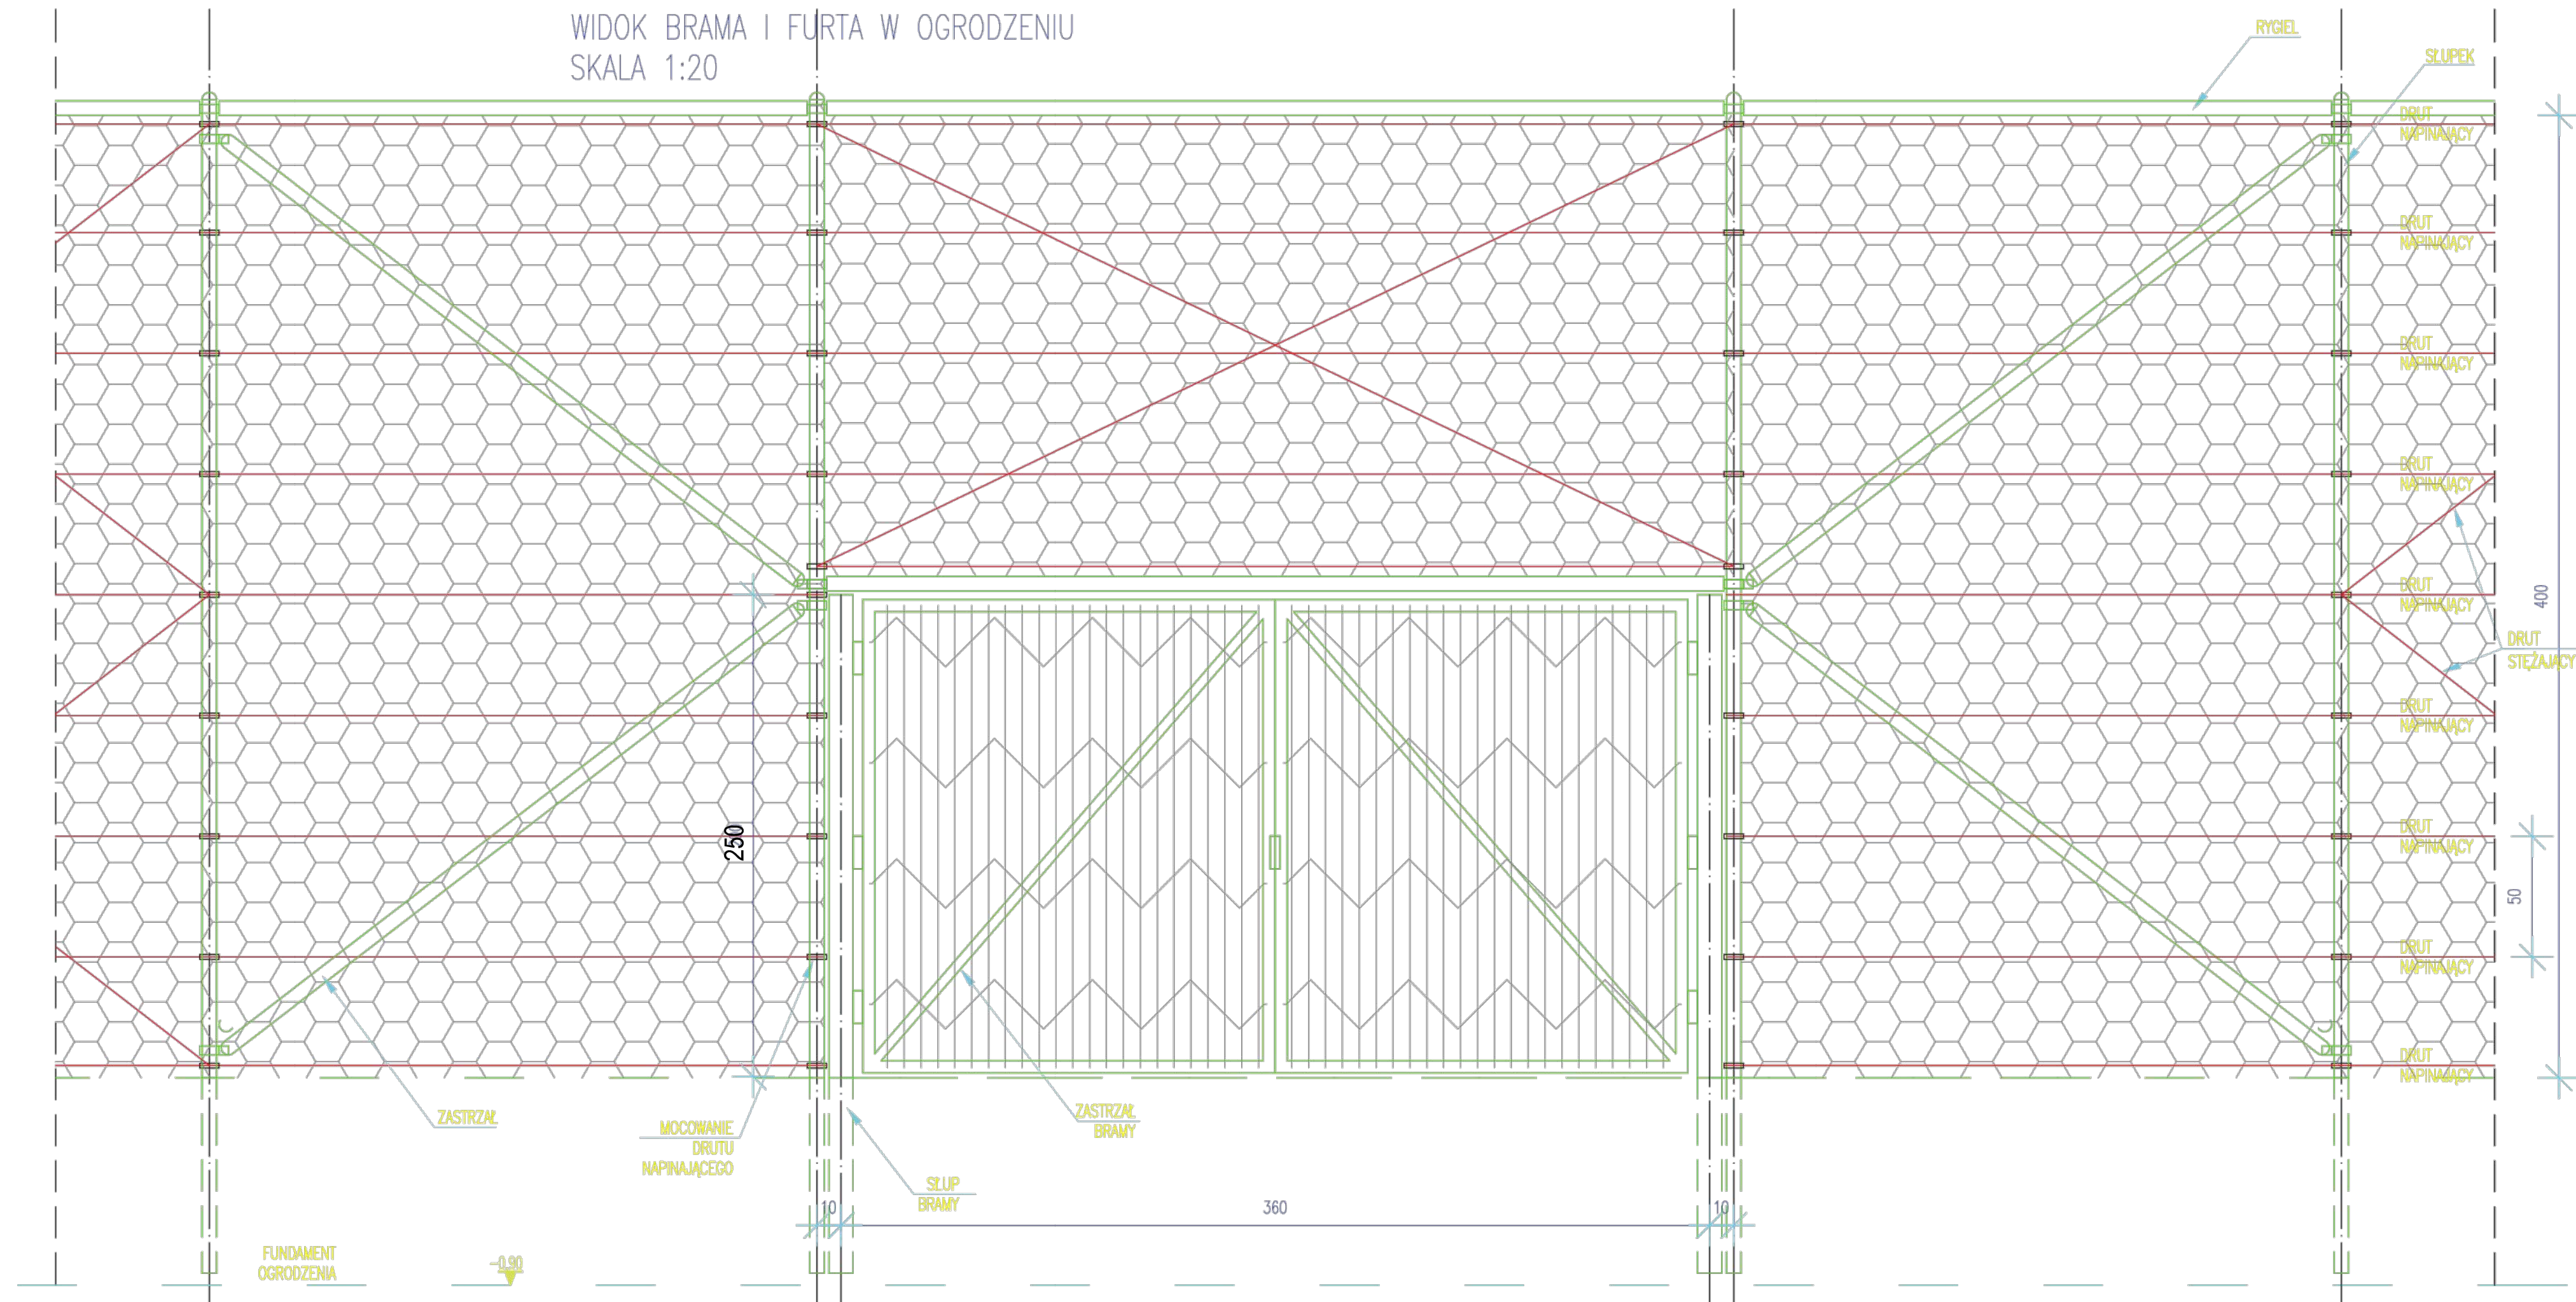 WIDOK BRAMA I FURTA W OGRODZENIU
SKALA 1:20
RYGIEL
SŁUPEK
DRUT
NAPINAJĄCY
DRUT
NAPINAJĄCY
DRUT
NAPINAJĄCY
DRUT
NAPINAJĄCY
DRUT
NAPINAJĄCY
400
DRUT
STĘŻAJĄCY
DRUT
NAPINAJĄCY
DRUT
NAPINAJĄCY
250
50
DRUT
NAPINAJĄCY
DRUT
NAPINAJĄCY
ZASTRZAŁ
MOCOWANIE
DRUTU
NAPINAJĄCEGO
ZASTRZAŁ
BRAMY
SŁUP
BRAMY
10
360
10
FUNDAMENT
OGRODZENIA
-0.90